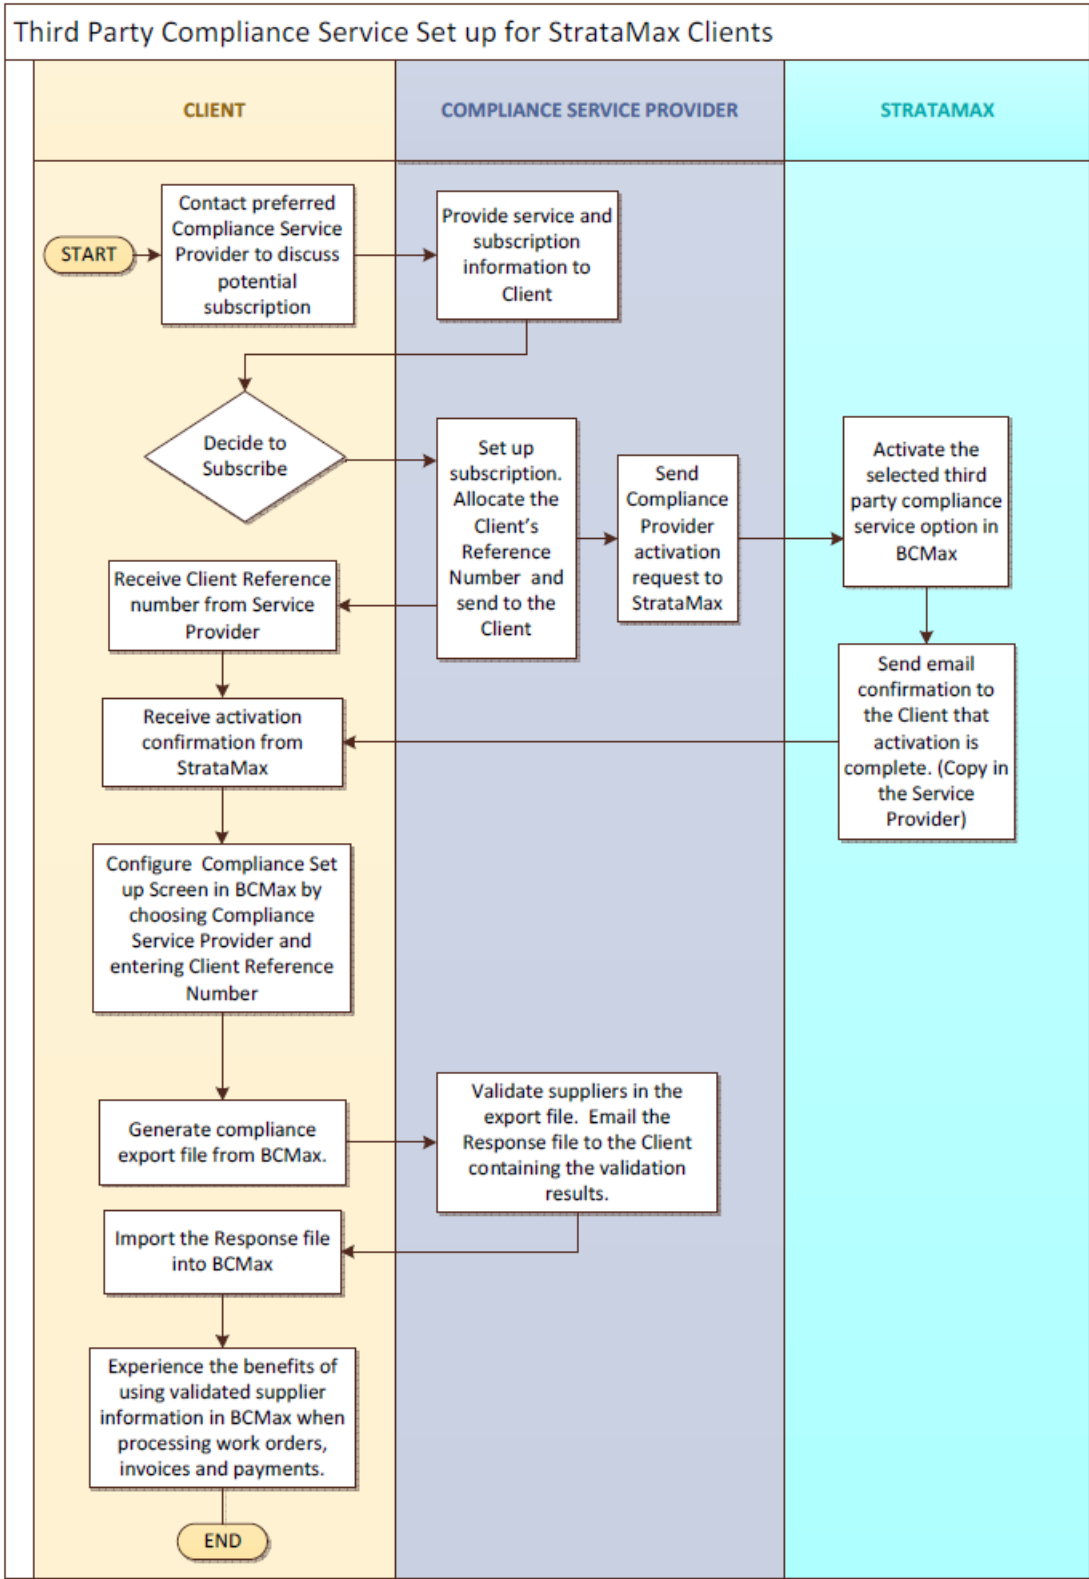 Third Party Compliance Service Set up for StrataMax Clients
CLIENT
COMPLIANCE SERVICE PROVIDER
STRATAMAX
START
Contact preferred
Compliance Service
Provider to discuss
potential
subscription
Provide service and
subscription
information to
Client
Decide to
Subscribe
Set up
subscription.
Allocate the
Client's
Reference
Number and
send to the
Client
Send
Compliance
Provider
activation
request to
StrataMax
Activate the
selected third
party compliance
service option in
BCMax
Receive Client Reference
number from Service
Provider
Send email
confirmation to
the Client that
activation is
complete. (Copy in
the Service
Provider)
Receive activation
confirmation from
StrataMax
Configure Compliance Set
up Screen in BCMax by
choosing Compliance
Service Provider and
entering Client Reference
Number
Generate compliance
export file from BCMax.
Validate suppliers in the
export file. Email the
Response file to the Client
containing the validation
results.
Import the Response file
into BCMax
Experience the benefits of
using validated supplier
information in BCMax when
processing work orders,
invoices and payments.
END